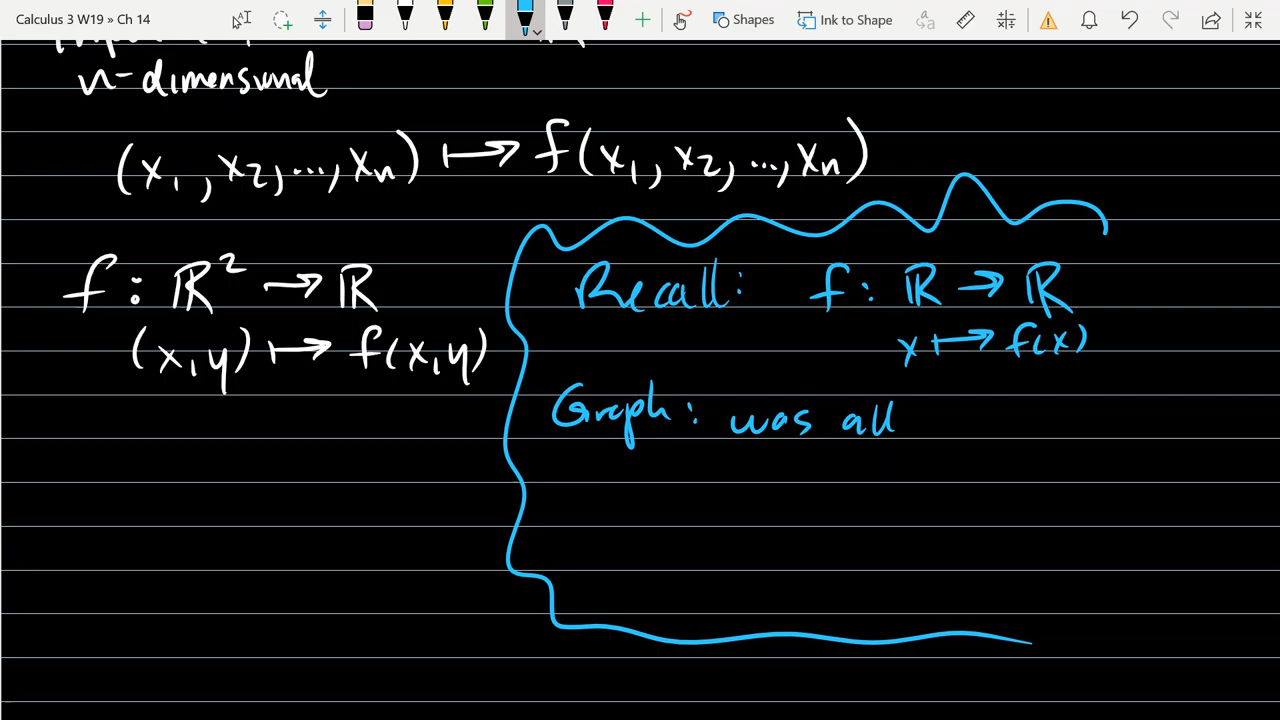 Calculus 3 W19 » Ch 14
Shapes
Ink to Shape
n-dimensional
(x₁, x₂, ..., xₙ) ↦ f(x₁, x₂, ..., xₙ)
f : ℝ² → ℝ
(x,y) ↦ f(x,y)
Recall: f : ℝ → ℝ
x ↦ f(x)
Graph: was all